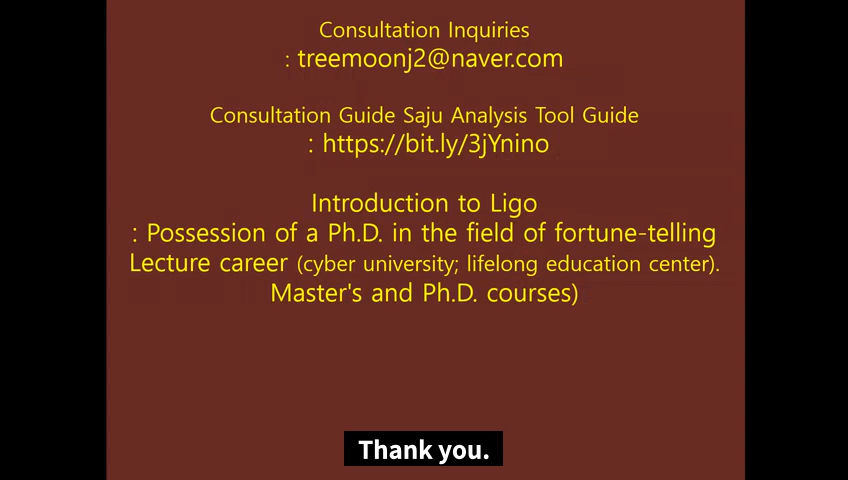 Consultation Inquiries
: treemoonj2@naver.com
Consultation Guide Saju Analysis Tool Guide
: https://bit.ly/3jYnino
Introduction to Ligo
: Possession of a Ph.D. in the field of fortune-telling
Lecture career (cyber university; lifelong education center).
Master's and Ph.D. courses)
Thank you.